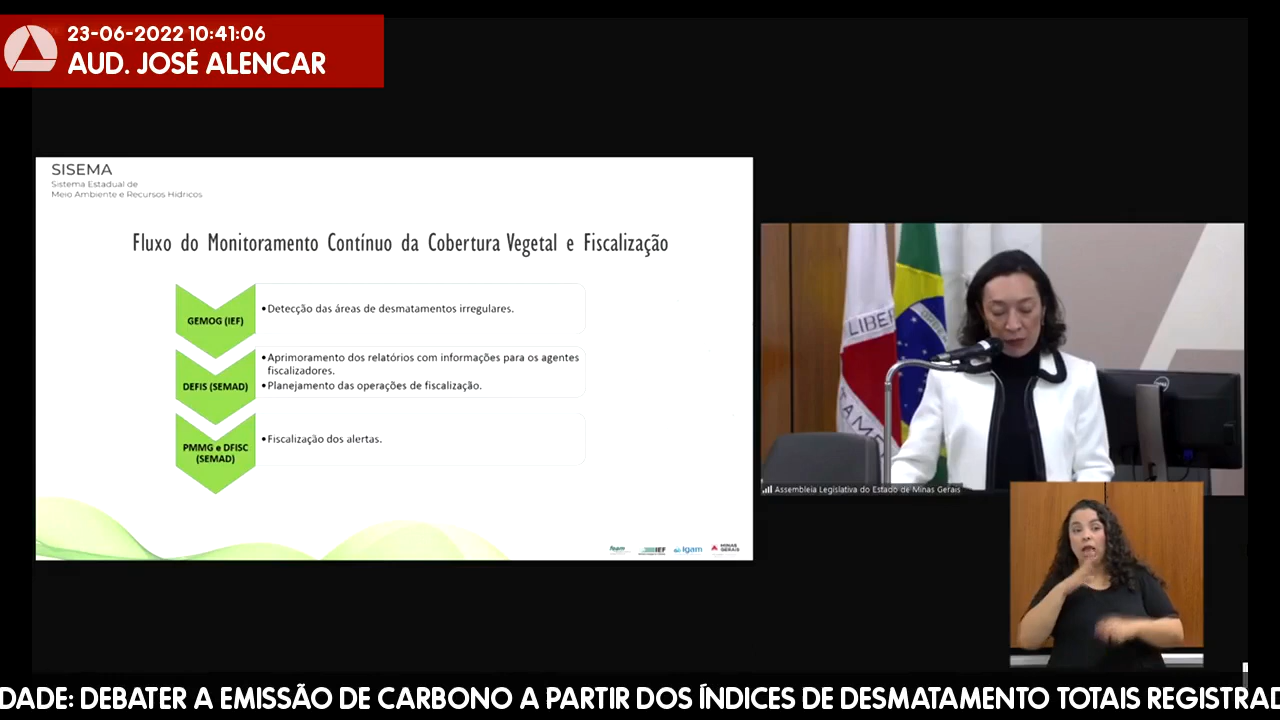 23-06-2022 10:41:06
AUD. JOSÉ ALENCAR
SISEMA
Sistema Estadual de
Meio Ambiente e Recursos Hídricos
Fluxo do Monitoramento Contínuo da Cobertura Vegetal e Fiscalização
GEMOG (IEF)
•Detecção das áreas de desmatamentos irregulares.
DEFIS (SEMAD)
•Aprimoramento dos relatórios com informações para os agentes
fiscalizadores.
•Planejamento das operações de fiscalização.
PMMG e DFISC
(SEMAD)
•Fiscalização dos alertas.
feam
IEF
igam
MINAS
GERAIS
LIBER
TAM
DELL
Assembleia Legislativa do Estado de Minas Gerais
DADE: DEBATER A EMISSÃO DE CARBONO A PARTIR DOS ÍNDICES DE DESMATAMENTO TOTAIS REGISTRAD